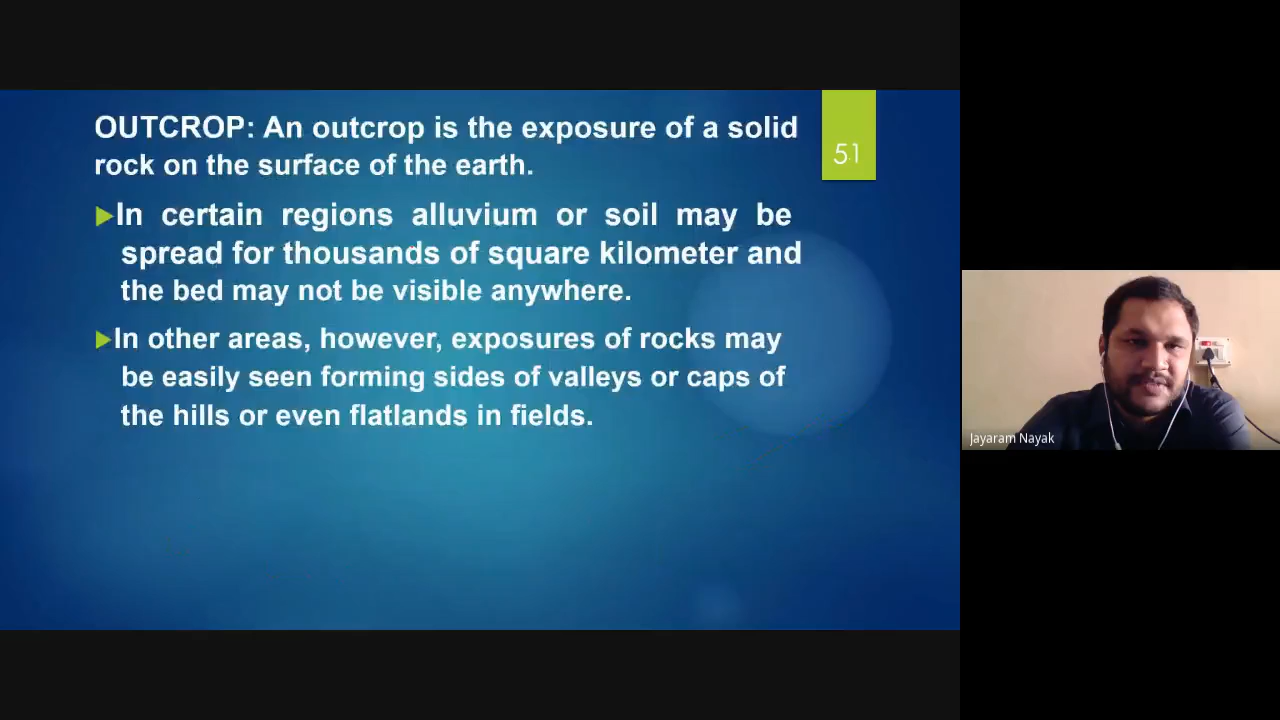 OUTCROP: An outcrop is the exposure of a solid
rock on the surface of the earth.
51
In certain regions alluvium or soil may be
spread for thousands of square kilometer and
the bed may not be visible anywhere.
In other areas, however, exposures of rocks may
be easily seen forming sides of valleys or caps of
the hills or even flatlands in fields.
Jayaram Nayak